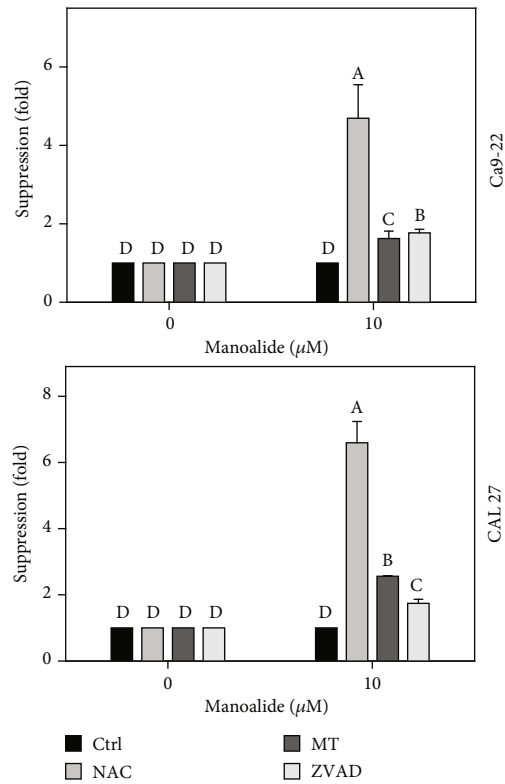 6
4
2
0
Suppression (fold)
D D D D
D A C B
0 10
Manoalide (μM)
Ca9-22
8
6
4
2
0
Suppression (fold)
D D D D
D A B C
0 10
Manoalide (μM)
CAL 27
Ctrl MT
NAC ZVAD